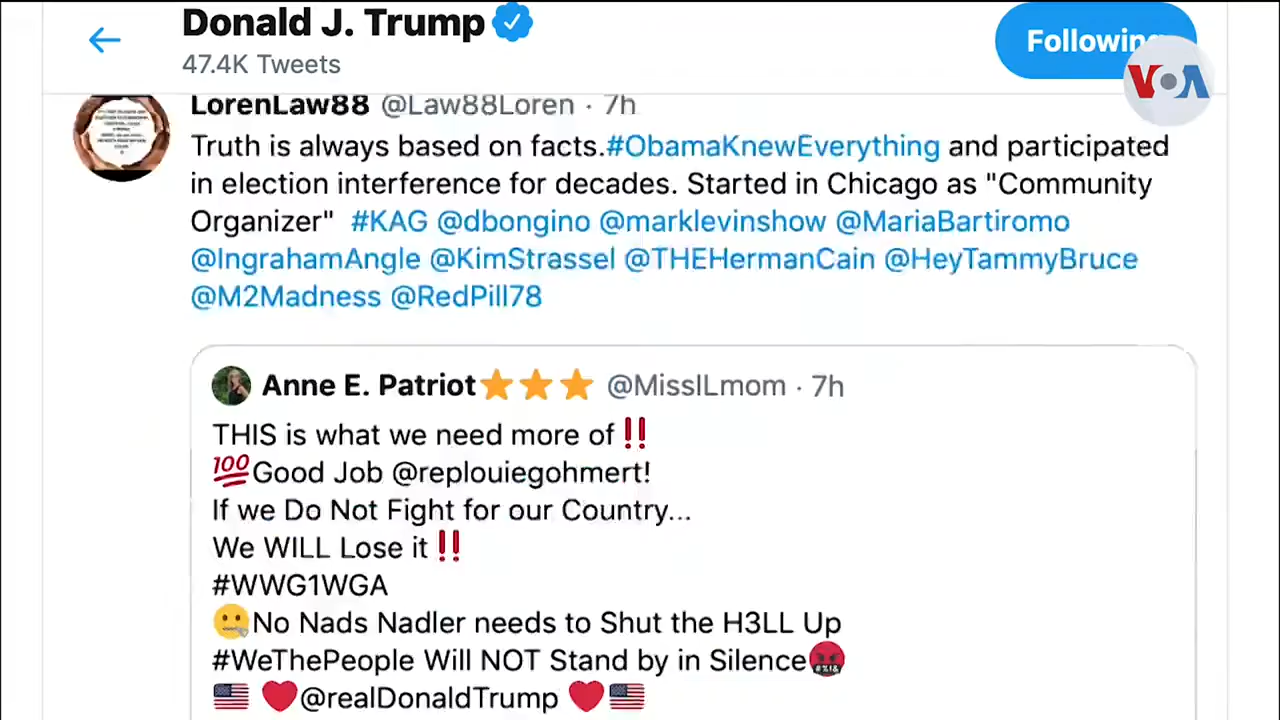 Donald J. Trump
47.4K Tweets
Following
VOA
LorenLaw88 @Law88Loren · 7h
Truth is always based on facts.#ObamaKnewEverything and participated
in election interference for decades. Started in Chicago as "Community
Organizer" #KAG @dbongino @marklevinshow @MariaBartiromo
@IngrahamAngle @KimStrassel @THEHermanCain @HeyTammyBruce
@M2Madness @RedPill78
Anne E. Patriot⭐⭐⭐ @MissILmom · 7h
THIS is what we need more of‼️
💯Good Job @replouiegohmert!
If we Do Not Fight for our Country...
We WILL Lose it‼️
#WWG1WGA
🤐No Nads Nadler needs to Shut the H3LL Up
#WeThePeople Will NOT Stand by in Silence🤬
🇺🇸 ❤️@realDonaldTrump ❤️🇺🇸